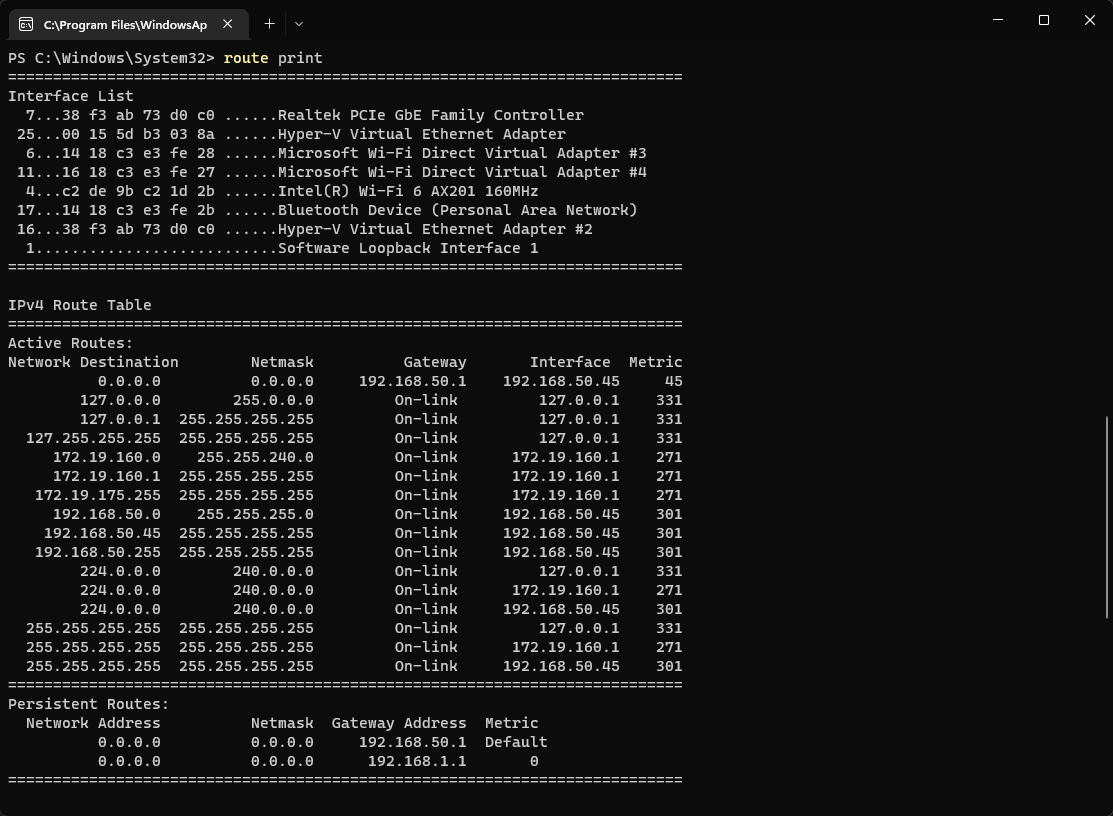 C:\Program Files\WindowsAp
PS C:\Windows\System32> route print
===========================================================================
Interface List
  7...38 f3 ab 73 d0 c0 ......Realtek PCIe GbE Family Controller
 25...00 15 5d b3 03 8a ......Hyper-V Virtual Ethernet Adapter
  6...14 18 c3 e3 fe 28 ......Microsoft Wi-Fi Direct Virtual Adapter #3
 11...16 18 c3 e3 fe 27 ......Microsoft Wi-Fi Direct Virtual Adapter #4
  4...c2 de 9b c2 1d 2b ......Intel(R) Wi-Fi 6 AX201 160MHz
 17...14 18 c3 e3 fe 2b ......Bluetooth Device (Personal Area Network)
 16...38 f3 ab 73 d0 c0 ......Hyper-V Virtual Ethernet Adapter #2
  1...........................Software Loopback Interface 1
===========================================================================
IPv4 Route Table
===========================================================================
Active Routes:
Network Destination        Netmask          Gateway       Interface  Metric
          0.0.0.0          0.0.0.0     192.168.50.1    192.168.50.45     45
        127.0.0.0        255.0.0.0         On-link         127.0.0.1    331
        127.0.0.1  255.255.255.255         On-link         127.0.0.1    331
  127.255.255.255  255.255.255.255         On-link         127.0.0.1    331
     172.19.160.0    255.255.240.0         On-link      172.19.160.1    271
     172.19.160.1  255.255.255.255         On-link      172.19.160.1    271
   172.19.175.255  255.255.255.255         On-link      172.19.160.1    271
     192.168.50.0    255.255.255.0         On-link     192.168.50.45    301
    192.168.50.45  255.255.255.255         On-link     192.168.50.45    301
   192.168.50.255  255.255.255.255         On-link     192.168.50.45    301
        224.0.0.0        240.0.0.0         On-link         127.0.0.1    331
        224.0.0.0        240.0.0.0         On-link      172.19.160.1    271
        224.0.0.0        240.0.0.0         On-link     192.168.50.45    301
  255.255.255.255  255.255.255.255         On-link         127.0.0.1    331
  255.255.255.255  255.255.255.255         On-link      172.19.160.1    271
  255.255.255.255  255.255.255.255         On-link     192.168.50.45    301
===========================================================================
Persistent Routes:
  Network Address          Netmask  Gateway Address  Metric
          0.0.0.0          0.0.0.0     192.168.50.1  Default
          0.0.0.0          0.0.0.0      192.168.1.1       0
===========================================================================